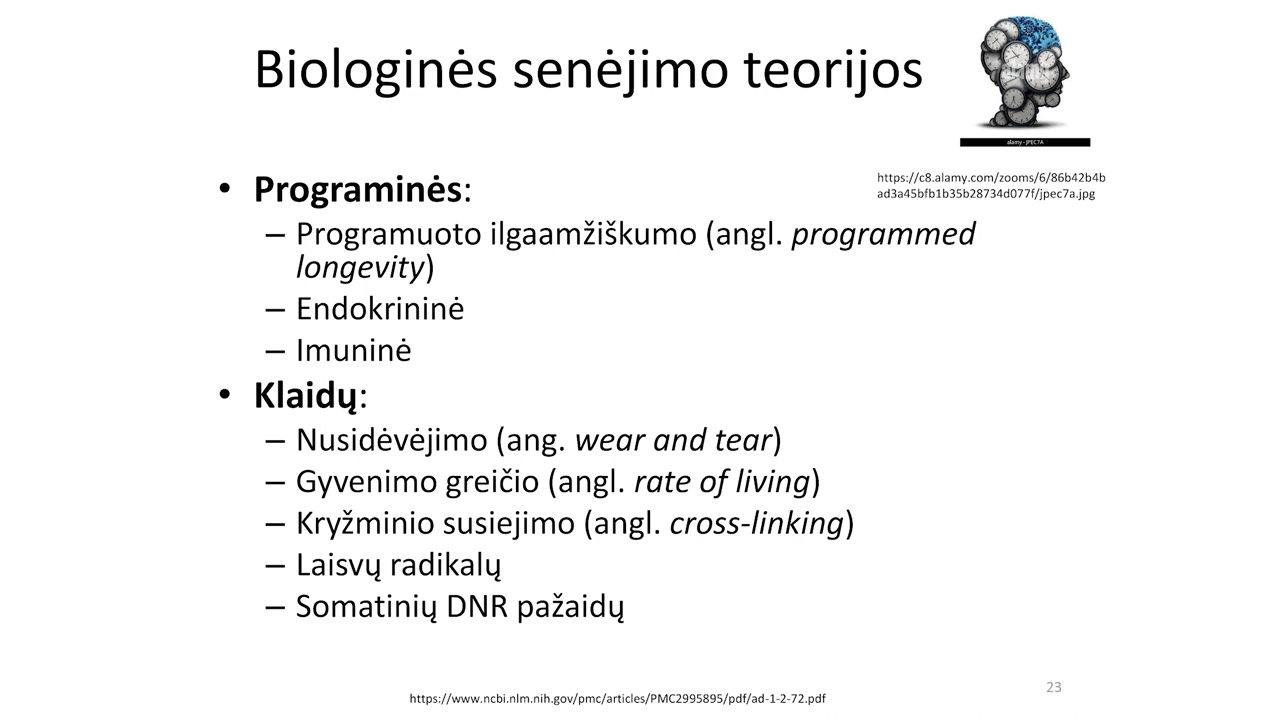 Biologinės senėjimo teorijos
alamy - JPEC7A
https://c8.alamy.com/zooms/6/86b42b4b
ad3a45bfb1b35b28734d077f/jpec7a.jpg
• Programinės:
– Programuoto ilgaamžiškumo (angl. programmed
longevity)
– Endokrininė
– Imuninė
• Klaidų:
– Nusidėvėjimo (ang. wear and tear)
– Gyvenimo greičio (angl. rate of living)
– Kryžminio susiejimo (angl. cross-linking)
– Laisvų radikalų
– Somatinių DNR pažaidų
https://www.ncbi.nlm.nih.gov/pmc/articles/PMC2995895/pdf/ad-1-2-72.pdf
23